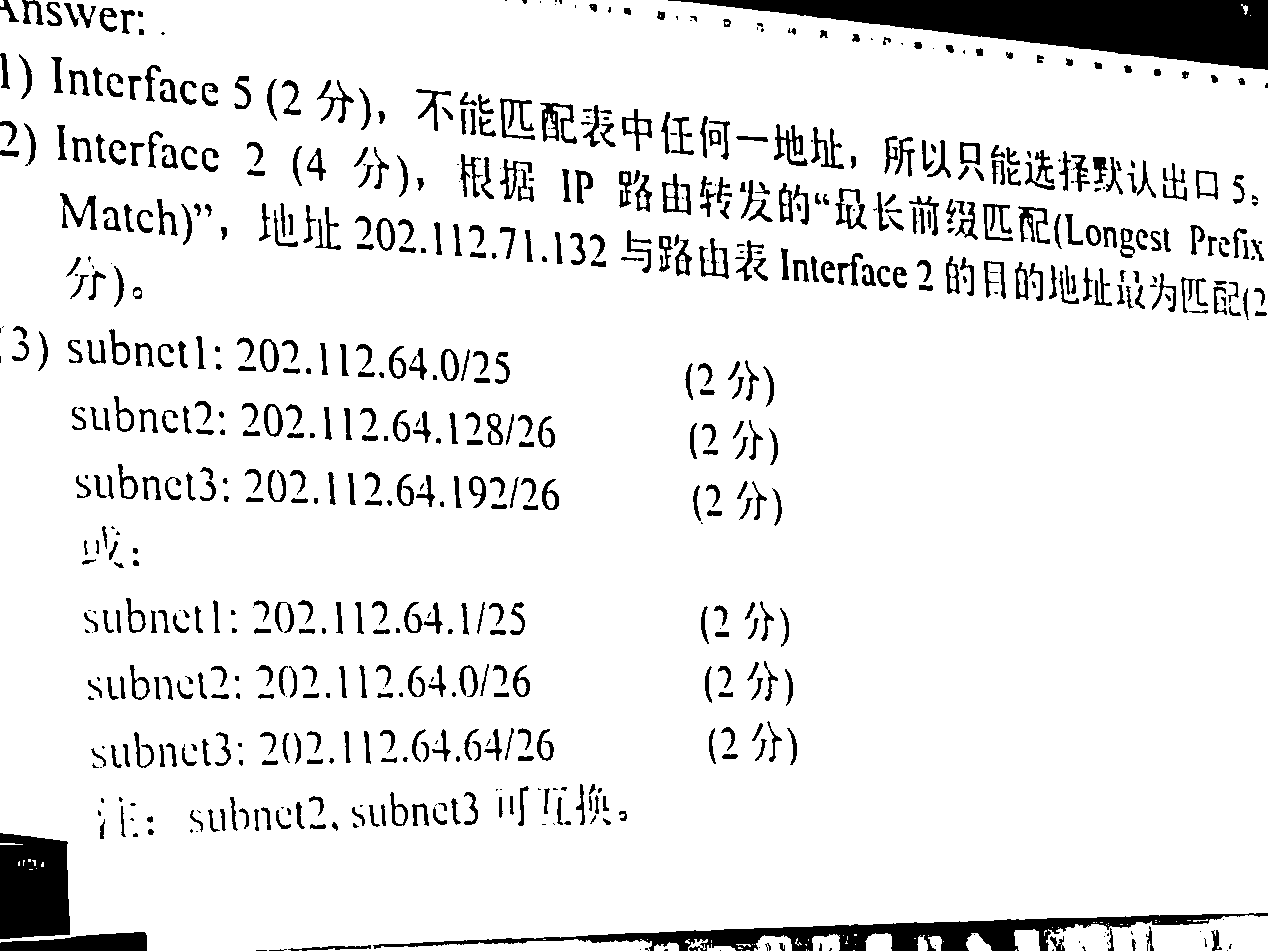 Answer:
1) Interface 5 (2 分)，不能匹配表中任何一地址，所以只能选择默认出口 5。
2) Interface 2 (4 分)，根据 IP 路由转发的“最长前缀匹配(Longest Prefix
Match)”，地址 202.112.71.132 与路由表 Interface 2 的目的地址最为匹配(2
分)。
(3) subnet1: 202.112.64.0/25 (2 分)
subnet2: 202.112.64.128/26 (2 分)
subnet3: 202.112.64.192/26 (2 分)
或：
subnet1: 202.112.64.1/25 (2 分)
subnet2: 202.112.64.0/26 (2 分)
subnet3: 202.112.64.64/26 (2 分)
注：subnet2, subnet3 可互换。